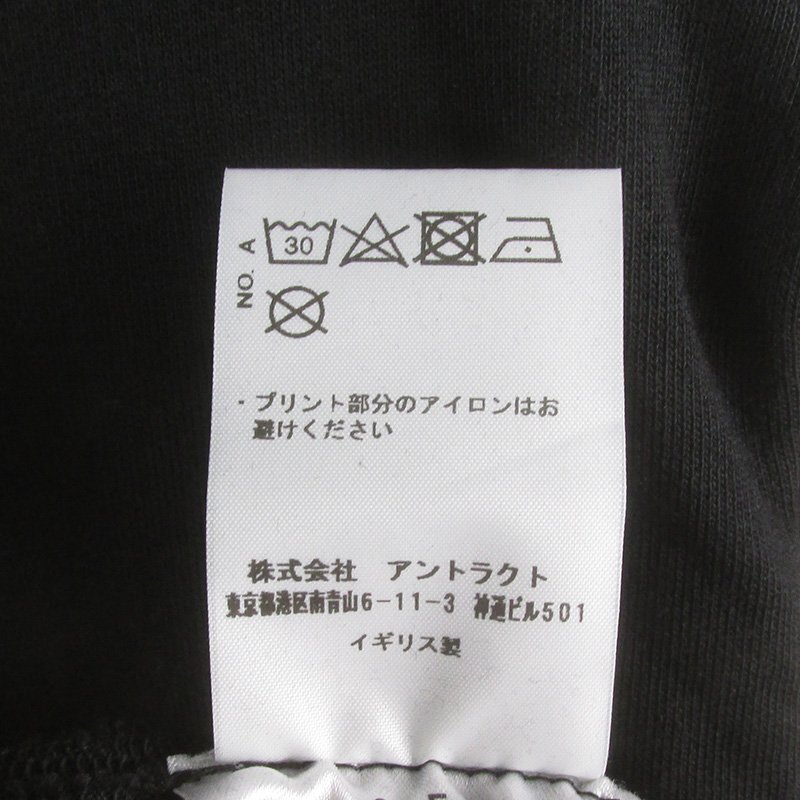 NO. A
30
・プリント部分のアイロンはお
避けください
株式会社 アントラクト
東京都港区南青山6-11-3 神通ビル501
イギリス製